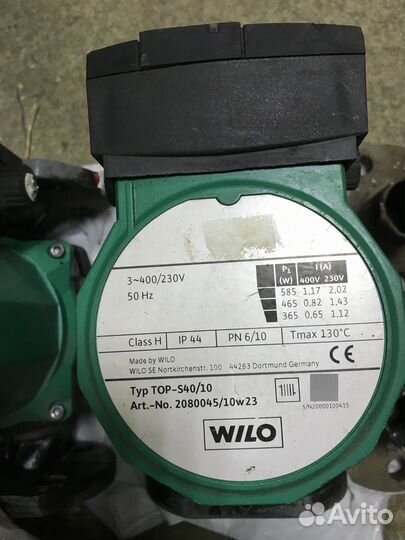 3~400/230V
50 Hz
P1 (W) I (A) 400V 230V
585 1.17 2.02
465 0.82 1.43
365 0.65 1.12
Class H IP 44 PN 6/10 Tmax 130°C
Made by WILO
WILO SE Nortkirchenstr. 100 44263 Dortmund Germany
CE
Typ TOP-S40/10
Art.-No. 2080045/10w23
S/N20000100415
WILO
Avito